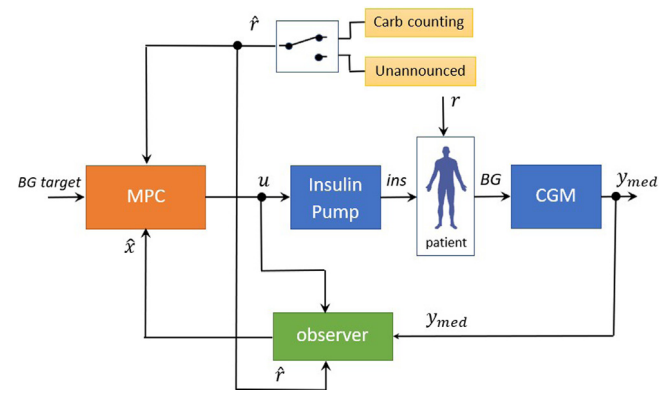 r̂
Carb counting
Unannounced
r
BG target
MPC
u
Insulin
Pump
ins
patient
BG
CGM
y_med
x̂
observer
y_med
r̂